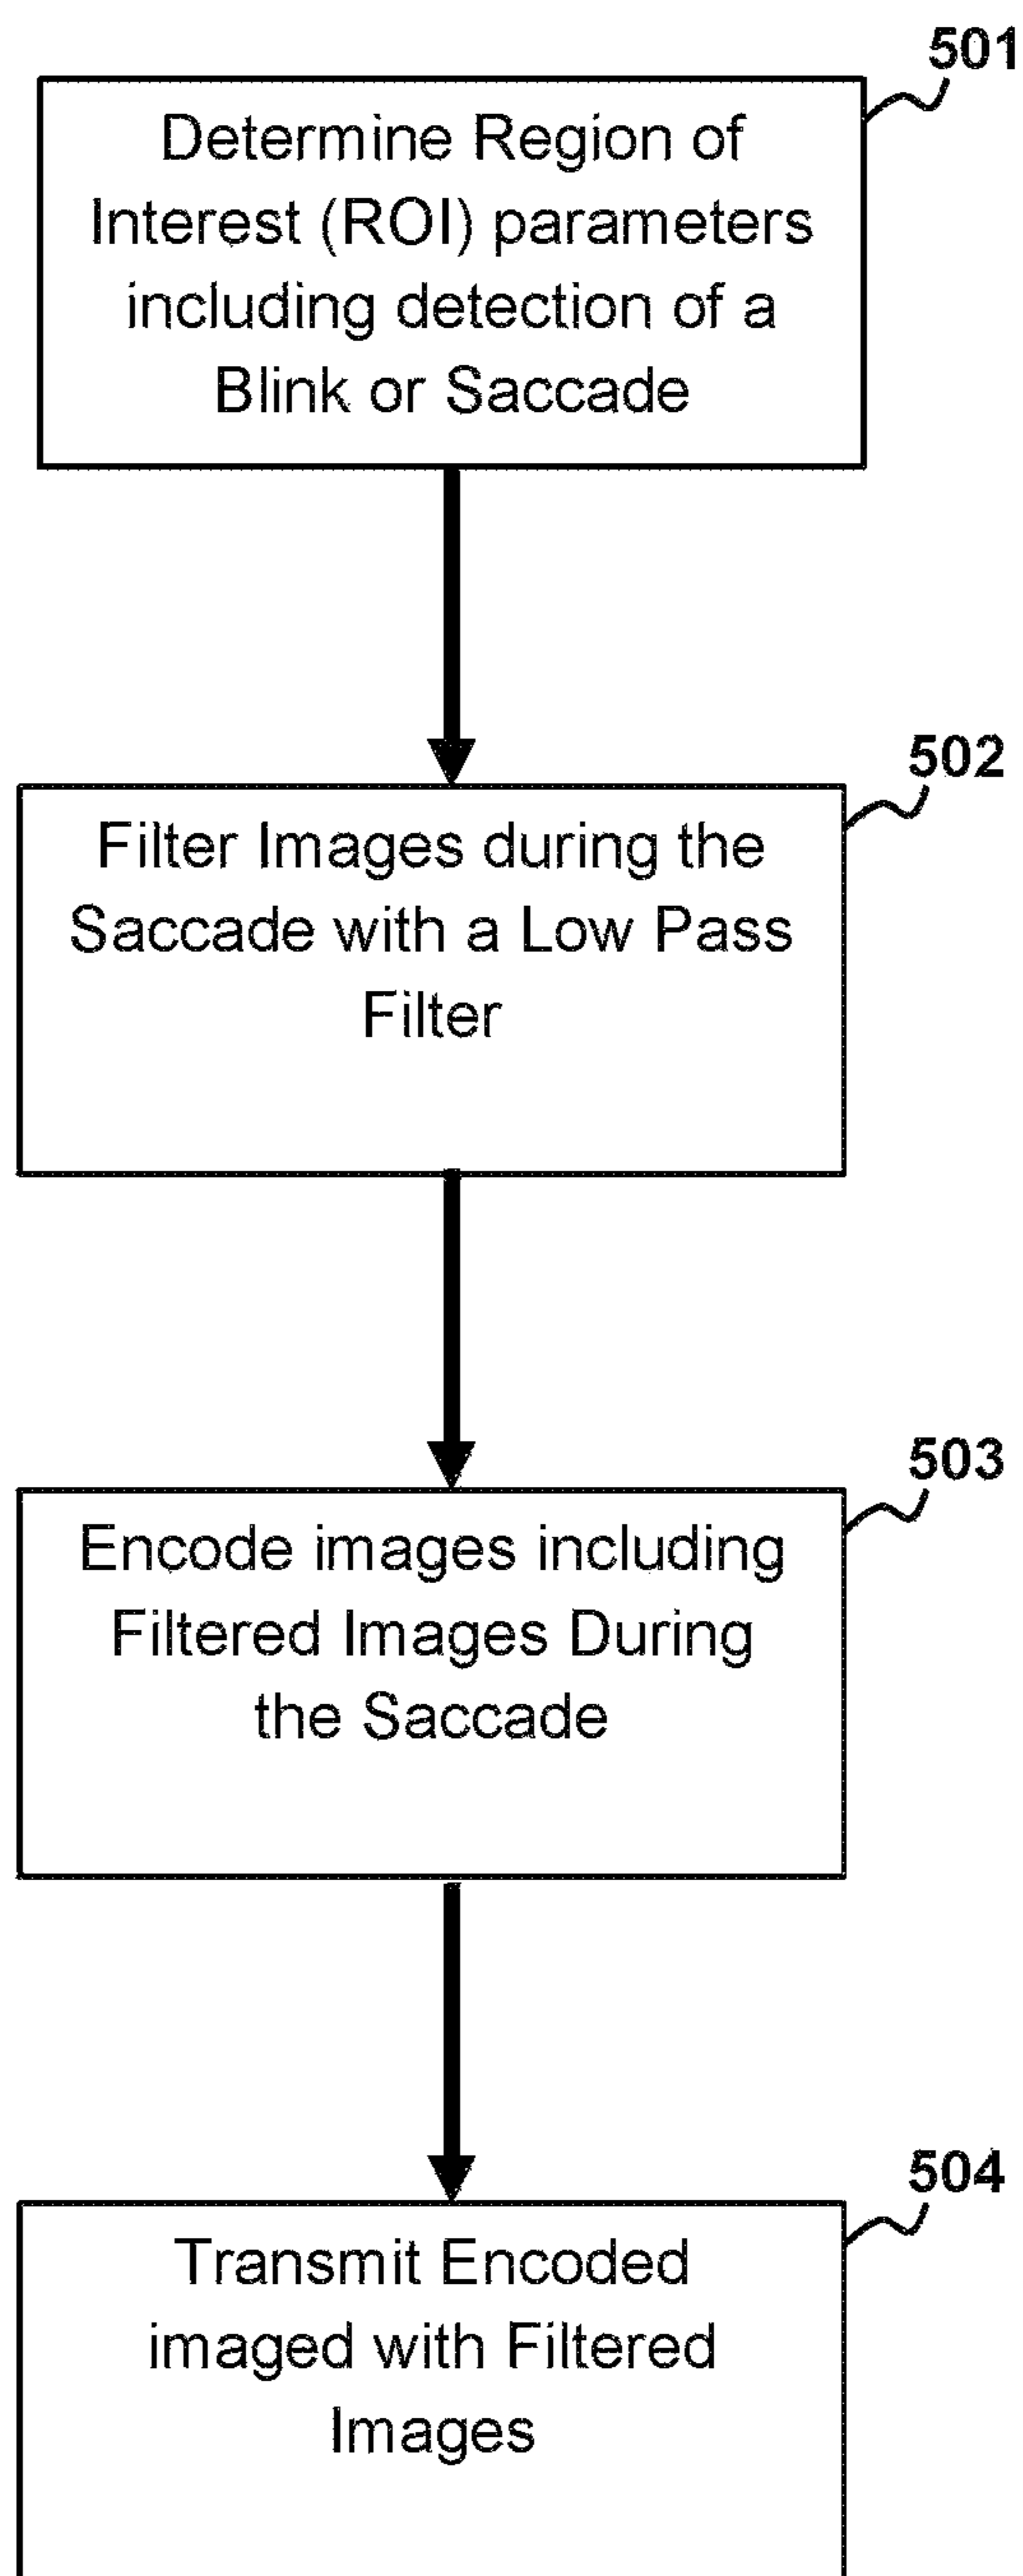 501
Determine Region of
Interest (ROI) parameters
including detection of a
Blink or Saccade
502
Filter Images during the
Saccade with a Low Pass
Filter
503
Encode images including
Filtered Images During
the Saccade
504
Transmit Encoded
imaged with Filtered
Images